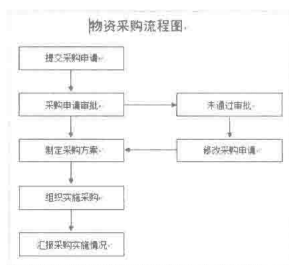 物资采购流程图
提交采购申请
采购申请审批
未通过审批
制定采购方案
修改采购申请
组织实施采购
汇报采购实施情况